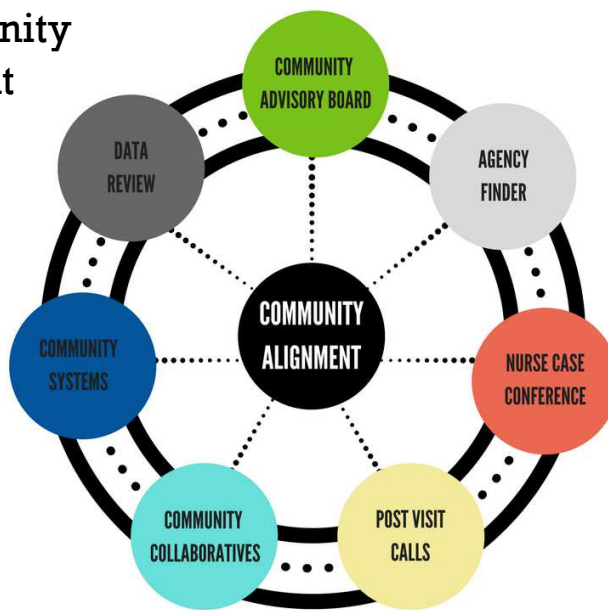 COMMUNITY
ADVISORY BOARD
AGENCY
FINDER
NURSE CASE
CONFERENCE
POST VISIT
CALLS
COMMUNITY
COLLABORATIVES
COMMUNITY
SYSTEMS
DATA
REVIEW
COMMUNITY
ALIGNMENT